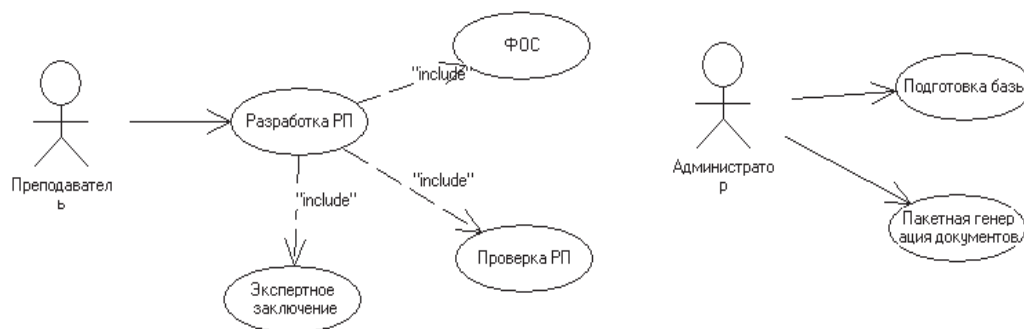 ФОС
"include"
Разработка РП
Преподавател
ь
"include"
"include"
Проверка РП
Экспертное
заключение
Администрато
р
Подготовка базы
Пакетная генер
ация документов